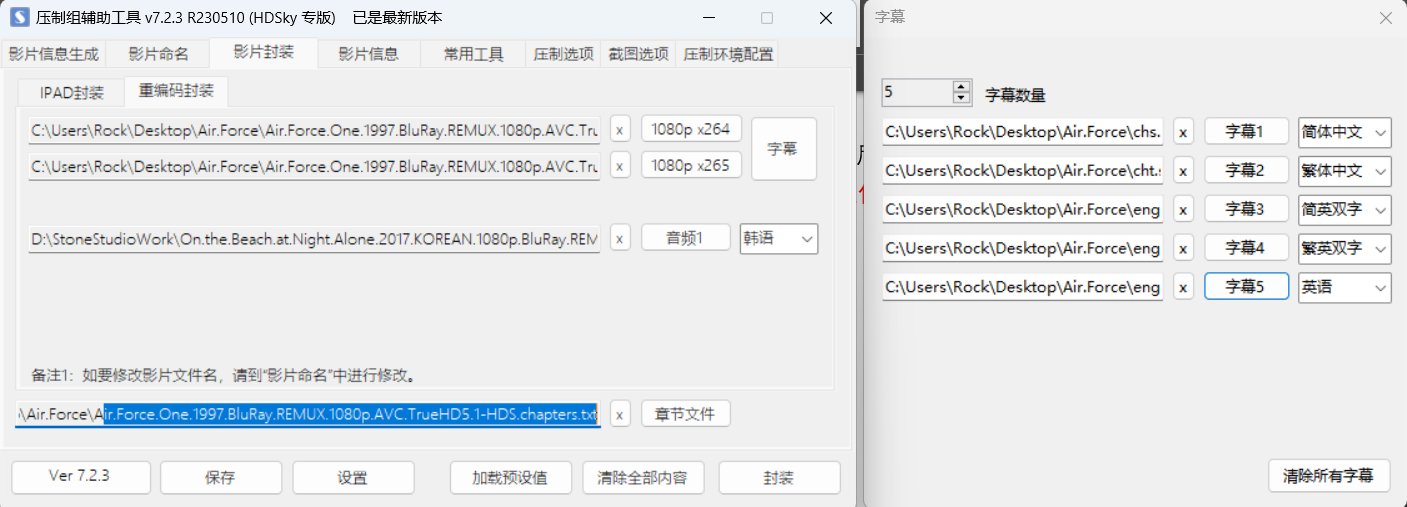 压制组辅助工具 v7.2.3 R230510 (HDSky 专版) 已是最新版本
影片信息生成 影片命名 影片封装 影片信息 常用工具 压制选项 截图选项 压制环境配置
IPAD封装 重编码封装
C:\Users\Rock\Desktop\Air.Force\Air.Force.One.1997.BluRay.REMUX.1080p.AVC.Tru x 1080p x264
字幕
C:\Users\Rock\Desktop\Air.Force\Air.Force.One.1997.BluRay.REMUX.1080p.AVC.Tru x 1080p x265
D:\StoneStudioWork\On.the.Beach.at.Night.Alone.2017.KOREAN.1080p.BluRay.REM x 音频1 韩语
备注1：如要修改影片文件名，请到“影片命名”中进行修改。
\Air.Force\Air.Force.One.1997.BluRay.REMUX.1080p.AVC.TrueHD5.1-HDS.chapters.txt x 章节文件
Ver 7.2.3 保存 设置 加载预设值 清除全部内容 封装
字幕
5 字幕数量
C:\Users\Rock\Desktop\Air.Force\chs. x 字幕1 简体中文
C:\Users\Rock\Desktop\Air.Force\cht.s x 字幕2 繁体中文
C:\Users\Rock\Desktop\Air.Force\eng x 字幕3 简英双字
C:\Users\Rock\Desktop\Air.Force\eng x 字幕4 繁英双字
C:\Users\Rock\Desktop\Air.Force\eng x 字幕5 英语
清除所有字幕